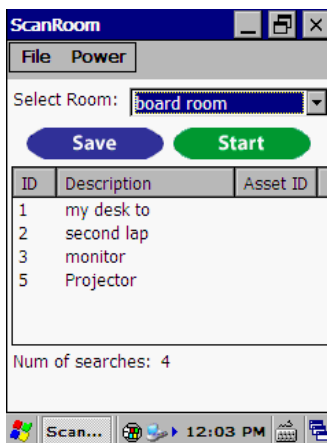 ScanRoom
File Power
Select Room: board room
Save Start
ID Description Asset ID
1 my desk to
2 second lap
3 monitor
5 Projector
Num of searches: 4
Scan... 12:03 PM